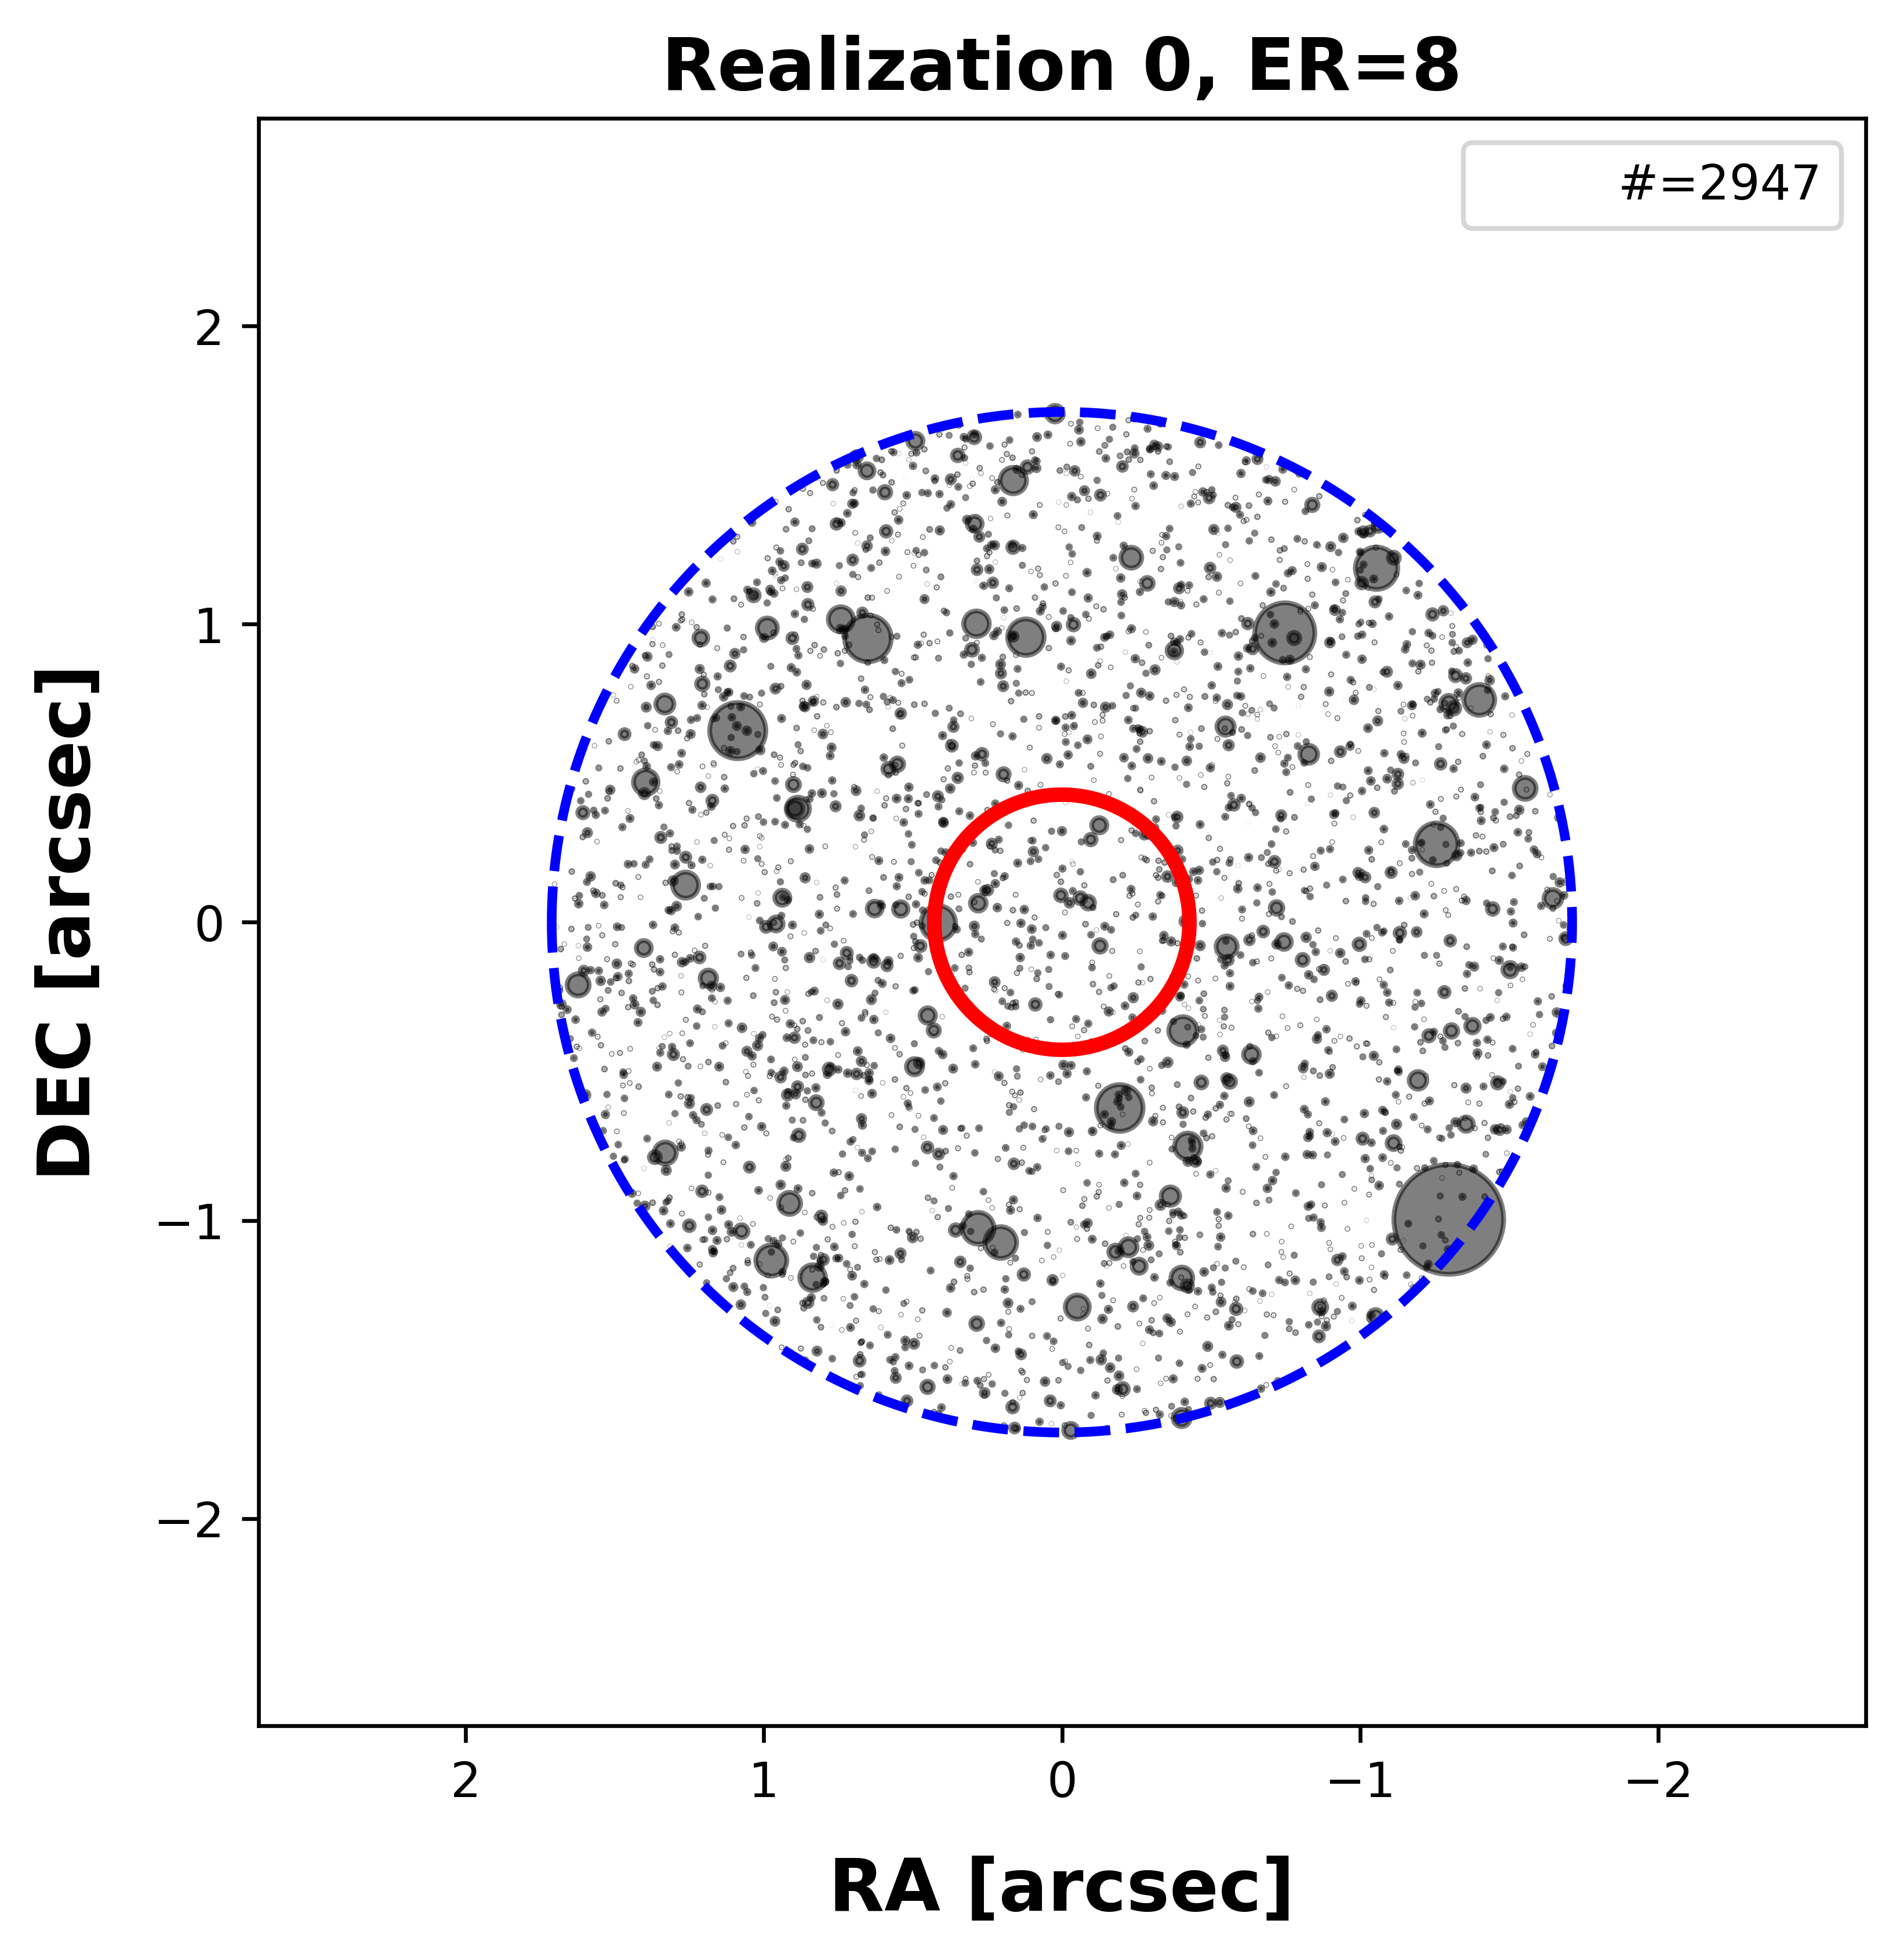 Realization 0, ER=8
#=2947
DEC [arcsec]
2
1
0
−1
−2
2 1 0 −1 −2
RA [arcsec]